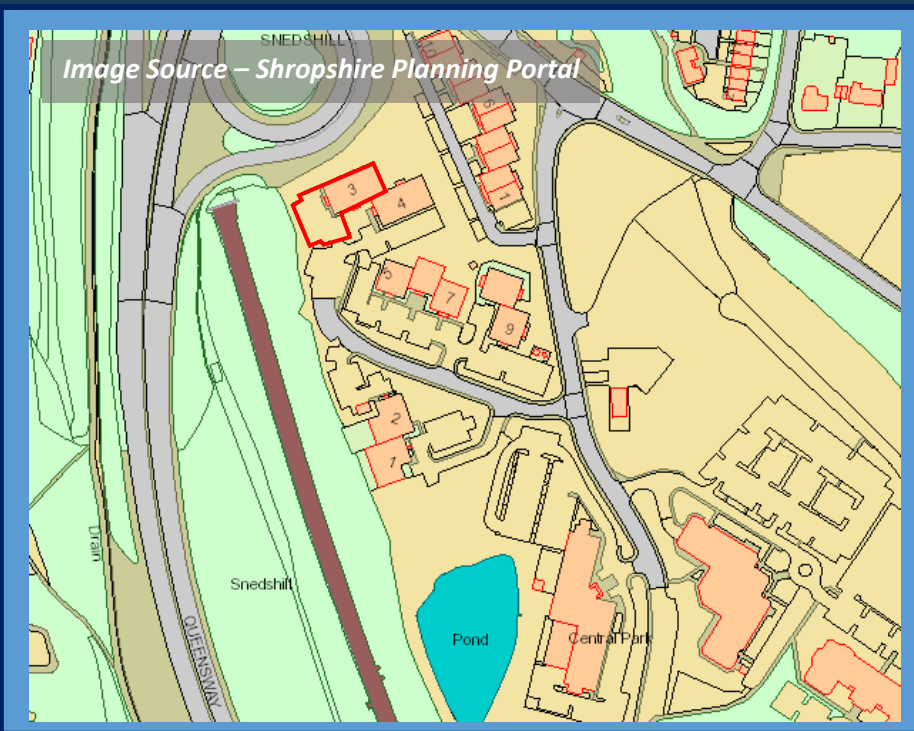 SNEDSHILL
Image Source – Shropshire Planning Portal
10
6
3
4
1
5
7
9
2
1
Drain
Snedshill
QUEENSWAY
Pond
Central Park